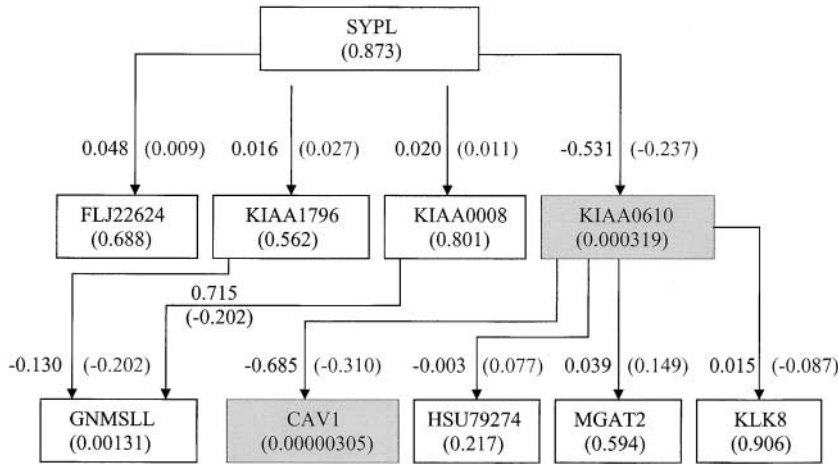 SYPL
(0.873)
0.048 (0.009) 0.016 (0.027) 0.020 (0.011) -0.531 (-0.237)
FLJ22624 KIAA1796 KIAA0008 KIAA0610
(0.688) (0.562) (0.801) (0.000319)
0.715
(-0.202)
-0.130 (-0.202) -0.685 (-0.310) -0.003 (0.077) 0.039 (0.149) 0.015 (-0.087)
GNMSLL CAV1 HSU79274 MGAT2 KLK8
(0.00131) (0.00000305) (0.217) (0.594) (0.906)